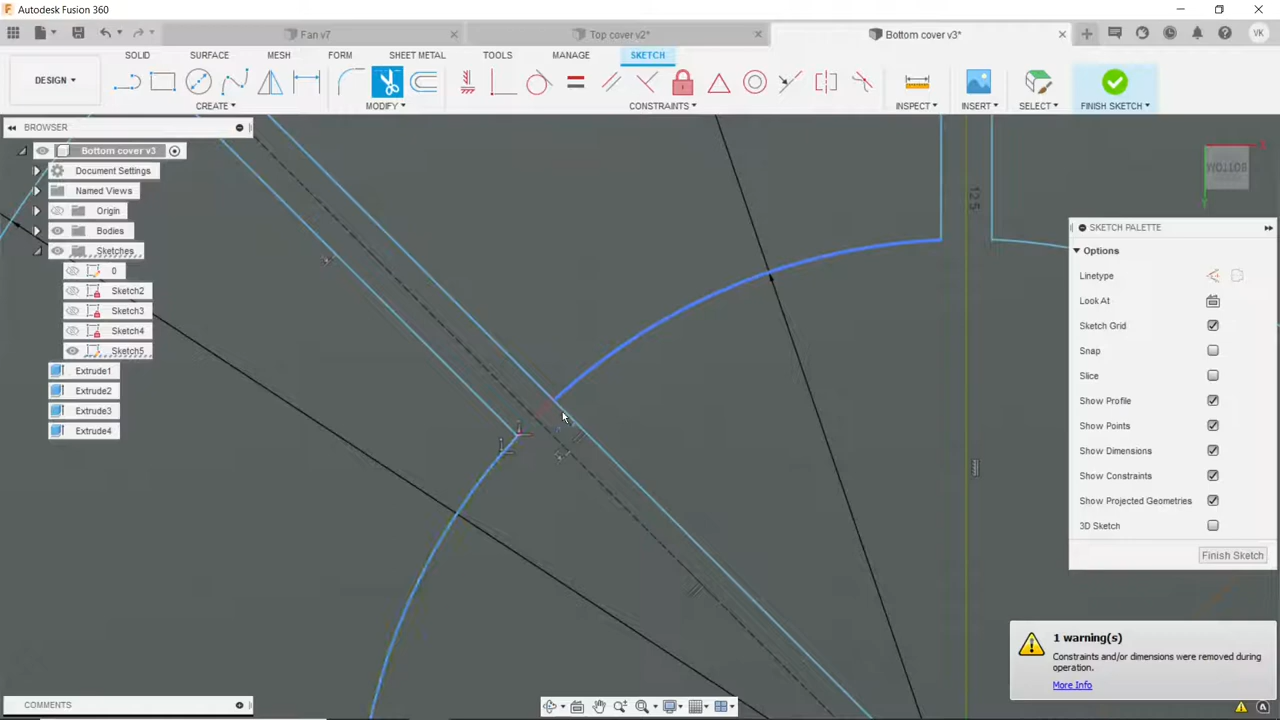 Autodesk Fusion 360
Fan v7
Top cover v2*
Bottom cover v3*
VK
DESIGN
SOLID
SURFACE
MESH
FORM
SHEET METAL
TOOLS
MANAGE
SKETCH
CREATE
MODIFY
CONSTRAINTS
INSPECT
INSERT
SELECT
FINISH SKETCH
BROWSER
Bottom cover v3
Document Settings
Named Views
Origin
Bodies
Sketches
0
Sketch2
Sketch3
Sketch4
Sketch5
Extrude1
Extrude2
Extrude3
Extrude4
12.5
BOTTOM
X
Y
SKETCH PALETTE
Options
Linetype
Look At
Sketch Grid
Snap
Slice
Show Profile
Show Points
Show Dimensions
Show Constraints
Show Projected Geometries
3D Sketch
Finish Sketch
1 warning(s)
Constraints and/or dimensions were removed during
operation.
More Info
COMMENTS